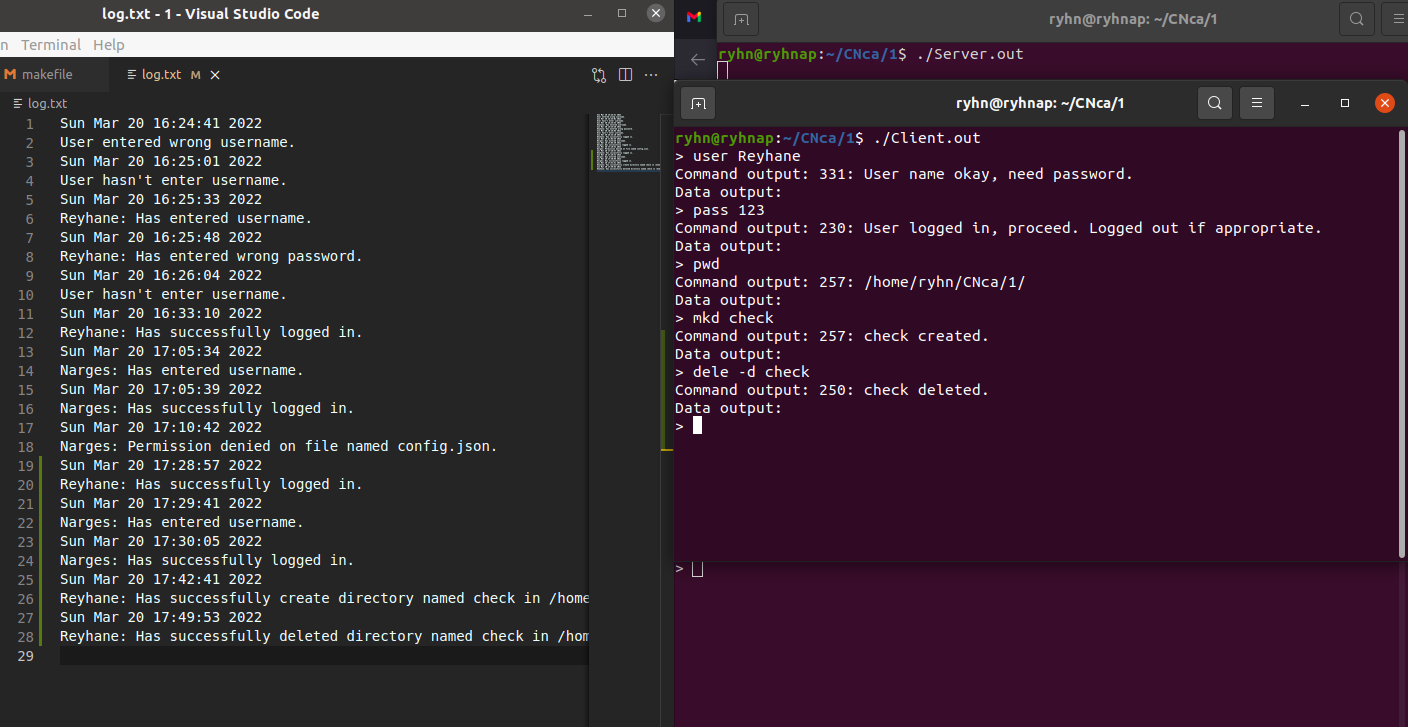 log.txt - 1 - Visual Studio Code
n Terminal Help
makefile
log.txt M
log.txt
1 Sun Mar 20 16:24:41 2022
2 User entered wrong username.
3 Sun Mar 20 16:25:01 2022
4 User hasn't enter username.
5 Sun Mar 20 16:25:33 2022
6 Reyhane: Has entered username.
7 Sun Mar 20 16:25:48 2022
8 Reyhane: Has entered wrong password.
9 Sun Mar 20 16:26:04 2022
10 User hasn't enter username.
11 Sun Mar 20 16:33:10 2022
12 Reyhane: Has successfully logged in.
13 Sun Mar 20 17:05:34 2022
14 Narges: Has entered username.
15 Sun Mar 20 17:05:39 2022
16 Narges: Has successfully logged in.
17 Sun Mar 20 17:10:42 2022
18 Narges: Permission denied on file named config.json.
19 Sun Mar 20 17:28:57 2022
20 Reyhane: Has successfully logged in.
21 Sun Mar 20 17:29:41 2022
22 Narges: Has entered username.
23 Sun Mar 20 17:30:05 2022
24 Narges: Has successfully logged in.
25 Sun Mar 20 17:42:41 2022
26 Reyhane: Has successfully create directory named check in /home
27 Sun Mar 20 17:49:53 2022
28 Reyhane: Has successfully deleted directory named check in /hom
29
ryhn@ryhnap: ~/CNca/1
ryhn@ryhnap:~/CNca/1$ ./Server.out
ryhn@ryhnap: ~/CNca/1
ryhn@ryhnap:~/CNca/1$ ./Client.out
> user Reyhane
Command output: 331: User name okay, need password.
Data output:
> pass 123
Command output: 230: User logged in, proceed. Logged out if appropriate.
Data output:
> pwd
Command output: 257: /home/ryhn/CNca/1/
Data output:
> mkd check
Command output: 257: check created.
Data output:
> dele -d check
Command output: 250: check deleted.
Data output:
>
>